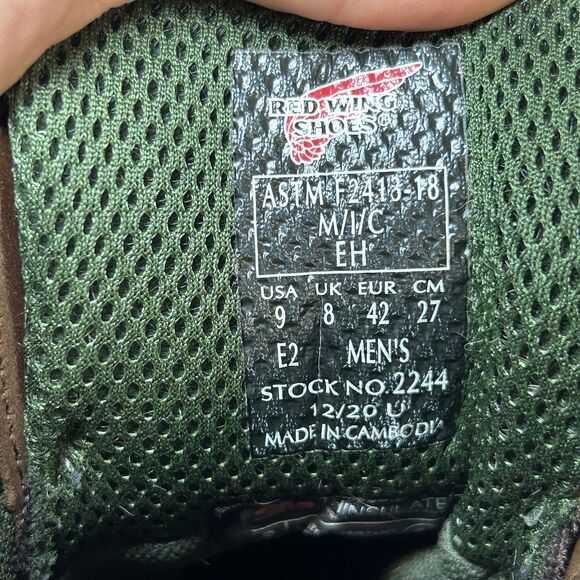 RED WING
SHOES®
ASTM F2413-18
M/I/C
EH
USA UK EUR CM
9 8 42 27
E2 MEN'S
STOCK NO. 2244
12/20 U
MADE IN CAMBODIA